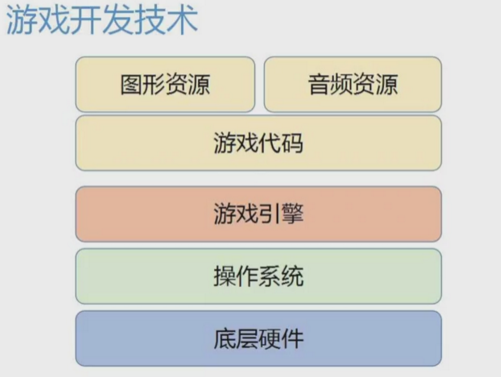 游戏开发技术
图形资源 音频资源
游戏代码
游戏引擎
操作系统
底层硬件